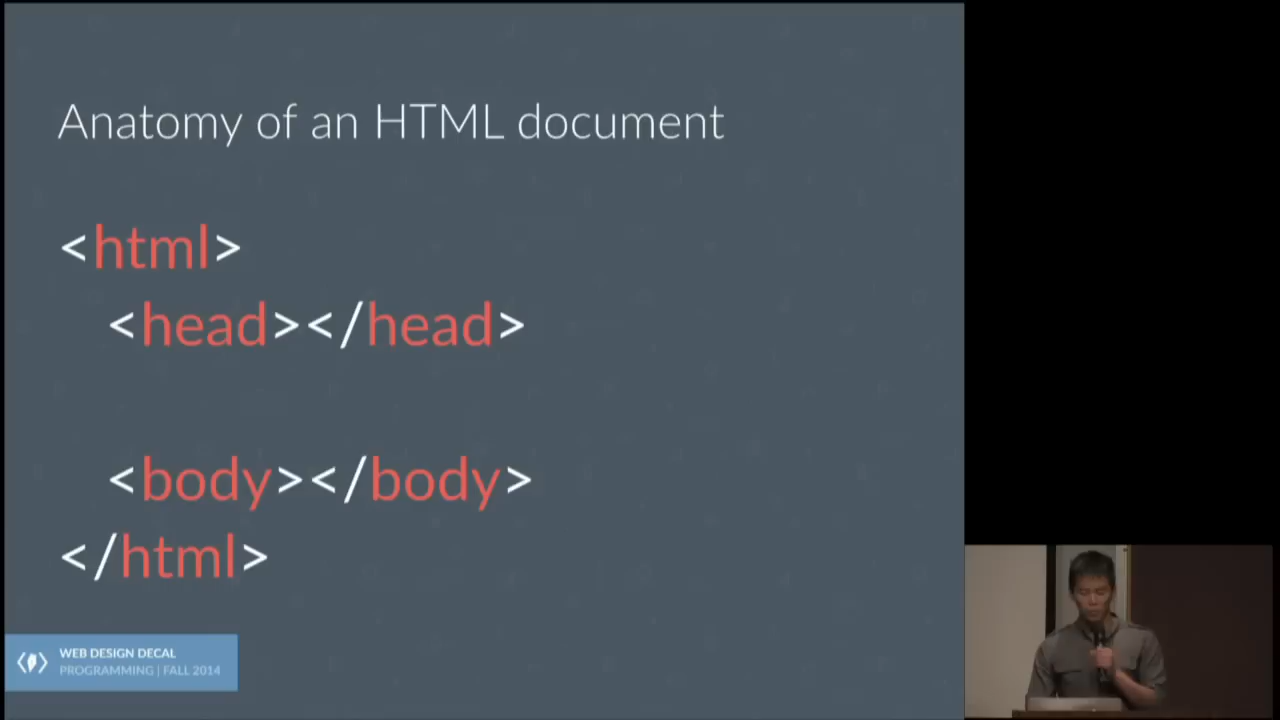 Anatomy of an HTML document
<html>
<head></head>
<body></body>
</html>
WEB DESIGN DECAL
PROGRAMMING | FALL 2014